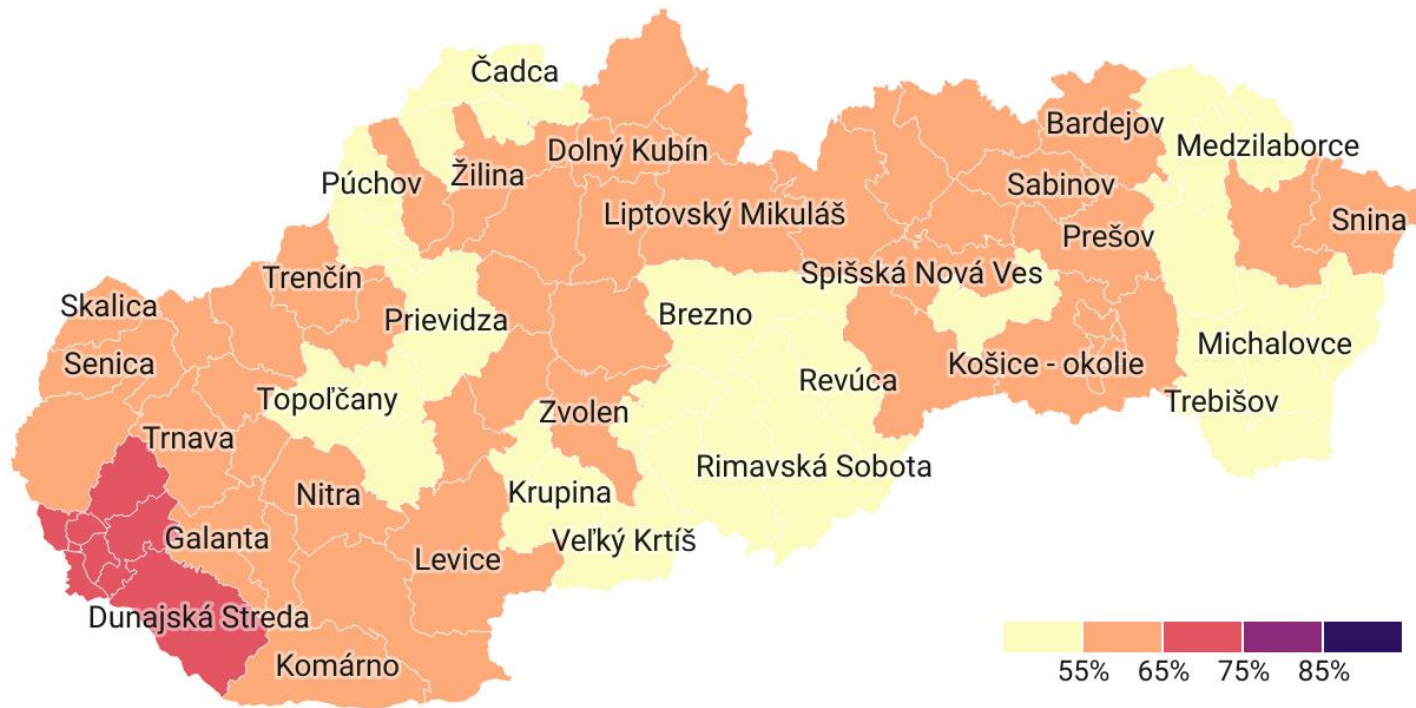 Čadca
Bardejov
Medzilaborce
Dolný Kubín
Žilina
Púchov
Sabinov
Liptovský Mikuláš
Snina
Prešov
Trenčín
Spišská Nová Ves
Skalica
Brezno
Prievidza
Michalovce
Senica
Košice - okolie
Revúca
Topoľčany
Trebišov
Zvolen
Trnava
Rimavská Sobota
Nitra
Krupina
Galanta
Veľký Krtíš
Levice
Dunajská Streda
Komárno
55% 65% 75% 85%